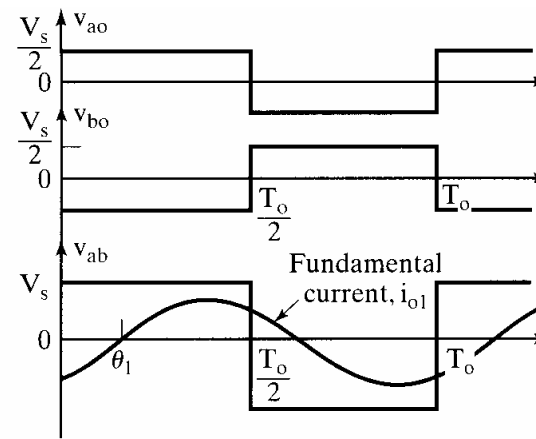 V_s/2
v_ao
0
V_s/2
v_bo
0
T_o/2
T_o
v_ab
V_s
Fundamental
current, i_o1
0
θ_1
T_o/2
T_o